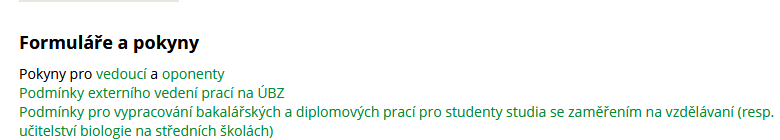 Formuláře a pokyny
Pokyny pro vedoucí a oponenty
Podmínky externího vedení prací na ÚBZ
Podmínky pro vypracování bakalářských a diplomových prací pro studenty studia se zaměřením na vzdělávaní (resp.
učitelství biologie na středních školách)